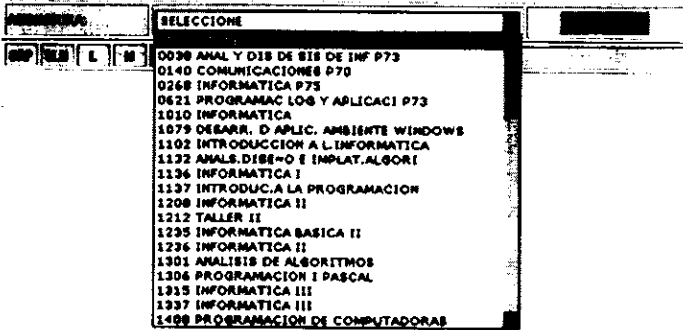 ASIGNATURA:
SELECCIONE
L M
0038 ANAL Y DIS DE SIS DE INF P73
0140 COMUNICACIONES P70
0268 INFORMATICA P75
0621 PROGRAMAC LOG Y APLICACI P73
1010 INFORMATICA
1079 DESARR. D APLIC. AMBIENTE WINDOWS
1102 INTRODUCCION A L.INFORMATICA
1132 ANALS.DISE~O E IMPLAT.ALGORI
1136 INFORMATICA I
1137 INTRODUC.A LA PROGRAMACION
1208 INFORMATICA II
1212 TALLER II
1235 INFORMATICA BASICA II
1236 INFORMATICA II
1301 ANALISIS DE ALGORITMOS
1306 PROGRAMACION I PASCAL
1315 INFORMATICA III
1337 INFORMATICA III
1408 PROGRAMACION DE COMPUTADORAS